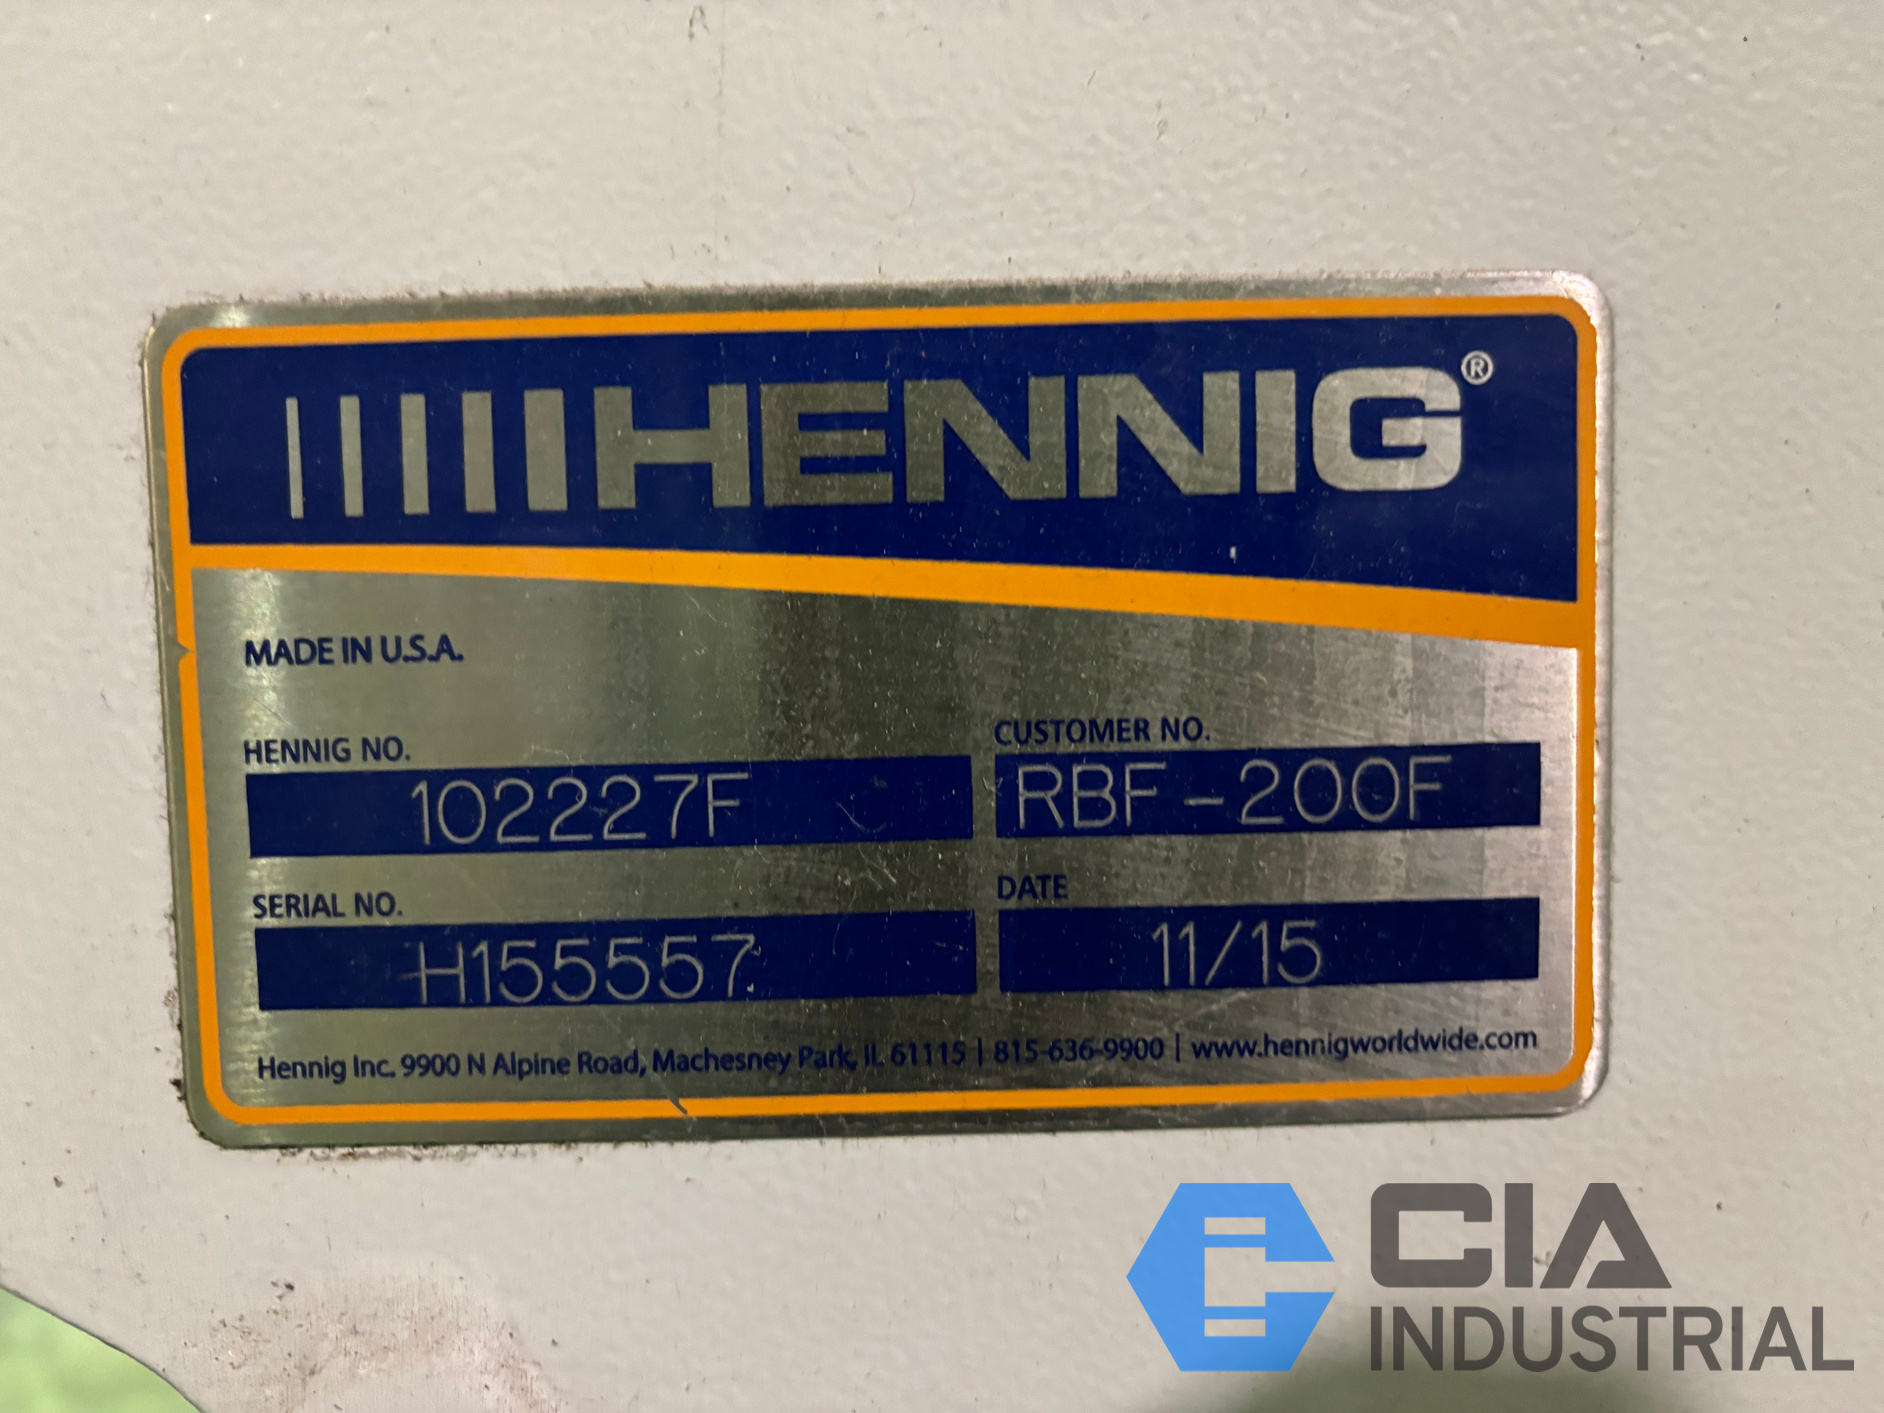 HENNIG®
MADE IN U.S.A.
HENNIG NO.
102227F
CUSTOMER NO.
RBF-200F
SERIAL NO.
H155557
DATE
11/15
Hennig Inc. 9900 N Alpine Road, Machesney Park, IL 61115 | 815-636-9900 | www.hennigworldwide.com
CIA
INDUSTRIAL